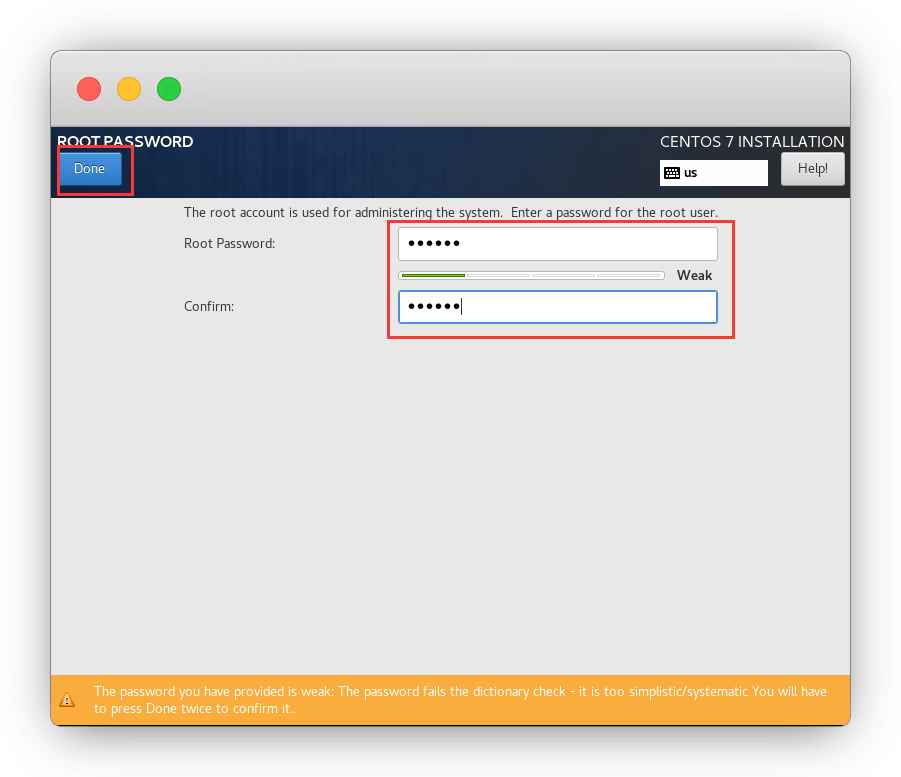 ROOT PASSWORD
CENTOS 7 INSTALLATION
Done
us
Help!
The root account is used for administering the system.  Enter a password for the root user.
Root Password:
••••••
Weak
Confirm:
••••••
The password you have provided is weak: The password fails the dictionary check - it is too simplistic/systematic You will have
to press Done twice to confirm it..